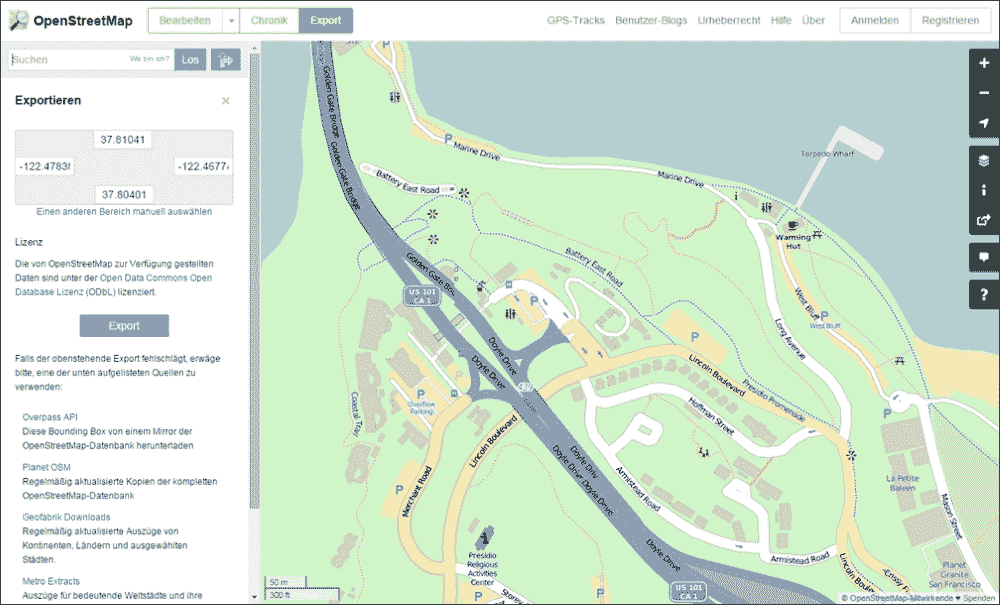 OpenStreetMap
Bearbeiten
Chronik
Export
GPS-Tracks
Benutzer-Blogs
Urheberrecht
Hilfe
Über
Anmelden
Registrieren
Suchen
Wo bin ich?
Los
Exportieren
37.81041
-122.4783
-122.4677
37.80401
Einen anderen Bereich manuell auswählen
Lizenz
Die von OpenStreetMap zur Verfügung gestellten
Daten sind unter der Open Data Commons Open
Database Lizenz (ODbL) lizenziert.
Export
Falls der obenstehende Export fehlschlägt, erwäge
bitte, eine der unten aufgelisteten Quellen zu
verwenden:
Overpass API
Diese Bounding Box von einem Mirror der
OpenStreetMap-Datenbank herunterladen
Planet OSM
Regelmäßig aktualisierte Kopien der kompletten
OpenStreetMap-Datenbank
Geofabrik Downloads
Regelmäßig aktualisierte Auszüge von
Kontinenten, Ländern und ausgewählten
Städten.
Metro Extracts
Auszüge für bedeutende Weltstädte und ihre
Golden Gate Bridge
Golden Gate Bridge
Golden Gate Bridge
P
P
Marine Drive
Marine Drive
Torpedo Wharf
Battery East Road
Battery East Road
Warming
Hut
Golden Gate Bri
US 101
CA 1
P
P
West Bluff
P
West Bluff
Long Avenue
Doyle Drive
Doyle Drive
439
Lincoln Boulevard
Presidio Promenade
P
Overflow
Parking
P
Coastal Trail
Hoffman Street
P
Lincoln Boulevard
Merchant Road
P
Doyle Driv
Doyle Drive
Doyle Drive
Armistead Road
La Petite
Baleen
Mason Street
Presidio
Religious
Activities
Center
Doyle Drive
Armistead Road
Lincoln Boulevard
Crissy Fi
Planet
Granite
San Francisco
P
P
Storey
US 101
CA 1
50 m
300 ft
© OpenStreetMap-Mitwirkende ♥ Spenden